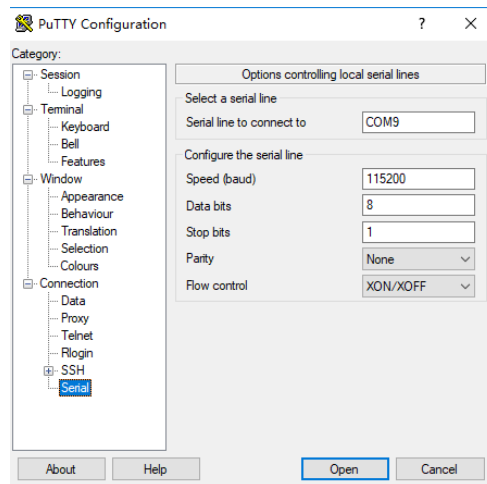 PuTTY Configuration ? ×
Category:
Session
Logging
Terminal
Keyboard
Bell
Features
Window
Appearance
Behaviour
Translation
Selection
Colours
Connection
Data
Proxy
Telnet
Rlogin
SSH
Serial
Options controlling local serial lines
Select a serial line
Serial line to connect to COM9
Configure the serial line
Speed (baud) 115200
Data bits 8
Stop bits 1
Parity None
Flow control XON/XOFF
About Help Open Cancel